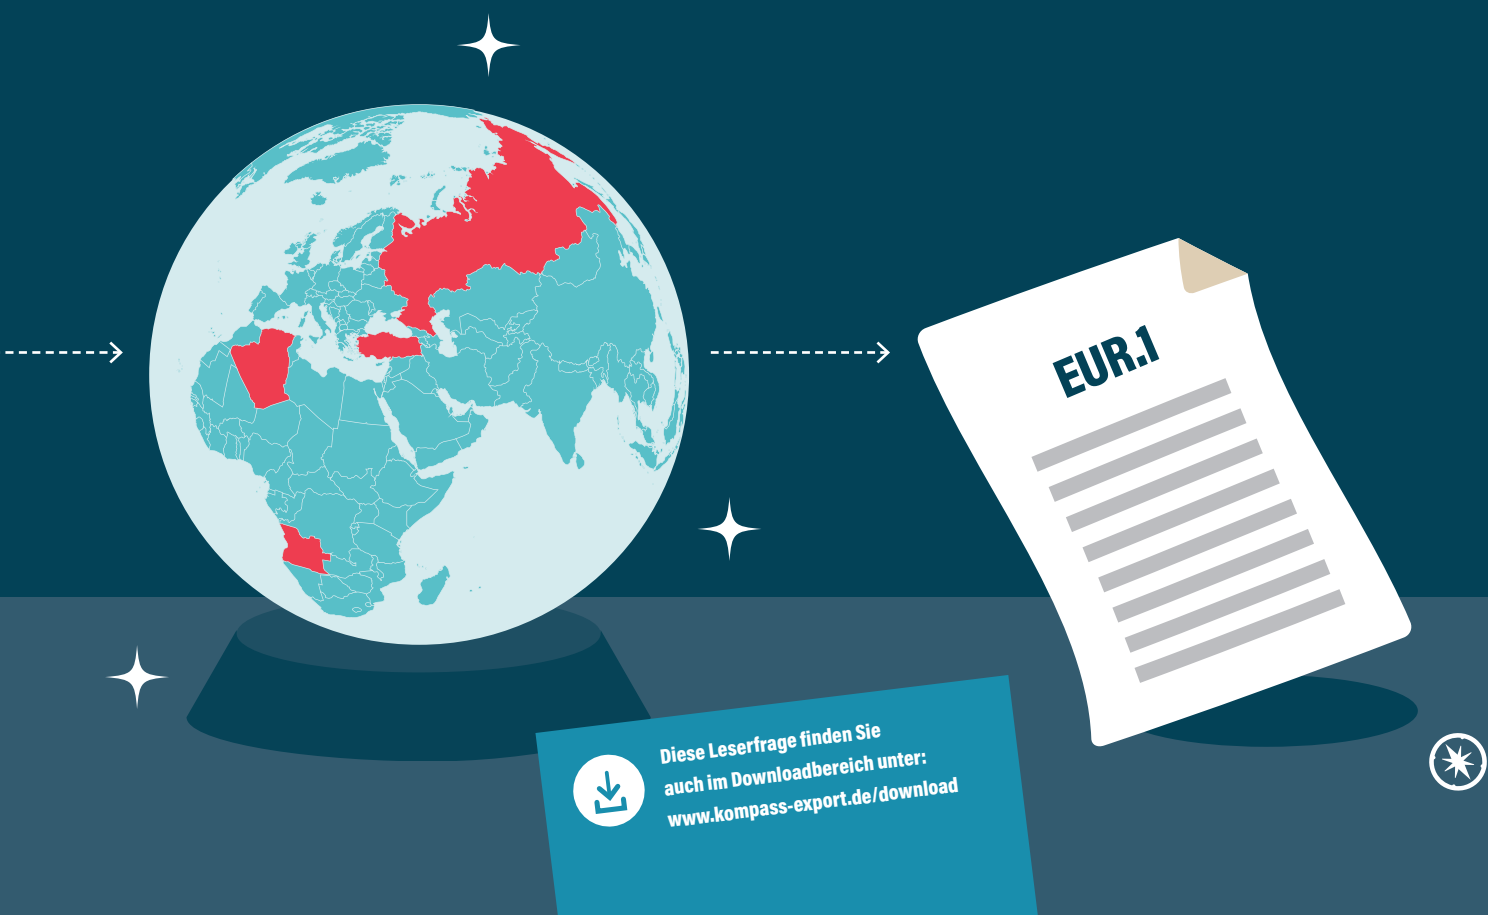 EUR.1
Diese Leserfrage finden Sie
auch im Downloadbereich unter:
www.kompass-export.de/download